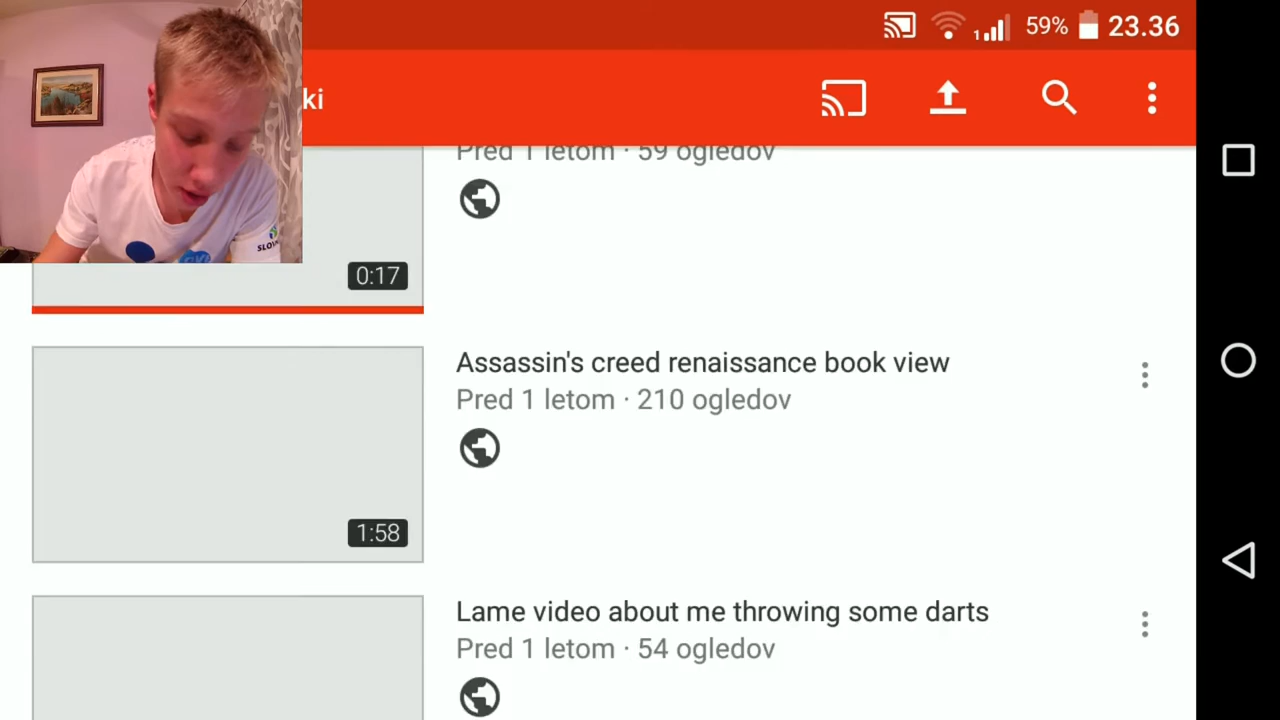 59% 23.36
ki
Pred 1 letom · 59 ogledov
0:17
Assassin's creed renaissance book view
Pred 1 letom · 210 ogledov
1:58
Lame video about me throwing some darts
Pred 1 letom · 54 ogledov